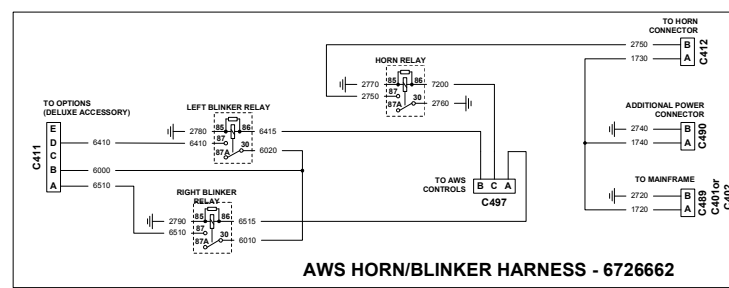 TO HORN
CONNECTOR
2750 B
1730 A
C412
HORN RELAY
2770 85 86 7200
2750 87
87A 30 2760
TO OPTIONS
(DELUXE ACCESSORY)
E
D 6410
C
B 6000
A 6510
C411
LEFT BLINKER RELAY
2780 85 86 6415
6410 87
87A 30 6020
ADDITIONAL POWER
CONNECTOR
2740 B
1740 A
C490
TO AWS
CONTROLS
B C A
C497
RIGHT BLINKER
RELAY
2790 85 86 6515
6510 87
87A 30 6010
TO MAINFRAME
2720 B
1720 A
C489
C401or
C402
AWS HORN/BLINKER HARNESS - 6726662